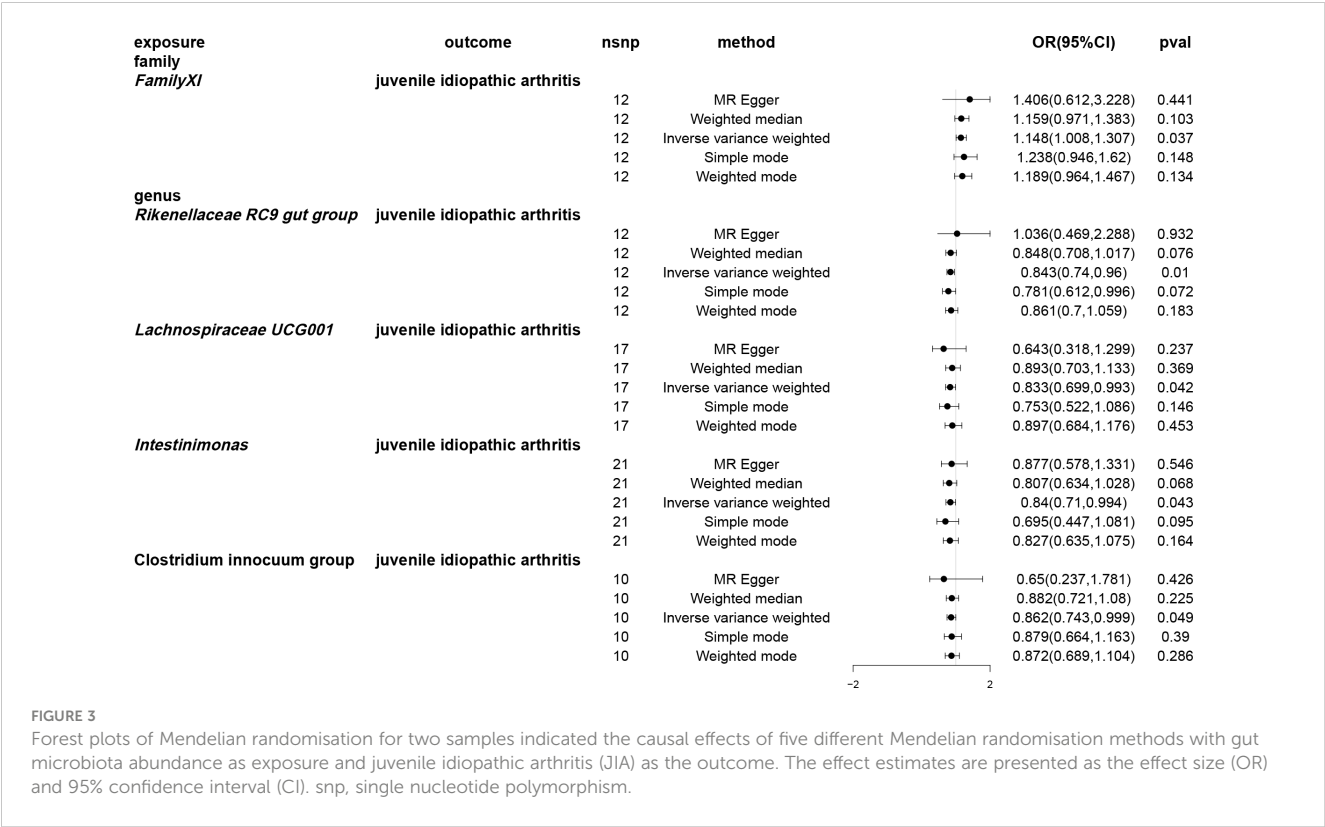 exposure outcome nsnp method OR(95%CI) pval
family
FamilyXI juvenile idiopathic arthritis
12 MR Egger 1.406(0.612,3.228) 0.441
12 Weighted median 1.159(0.971,1.383) 0.103
12 Inverse variance weighted 1.148(1.008,1.307) 0.037
12 Simple mode 1.238(0.946,1.62) 0.148
12 Weighted mode 1.189(0.964,1.467) 0.134
genus
Rikenellaceae RC9 gut group juvenile idiopathic arthritis
12 MR Egger 1.036(0.469,2.288) 0.932
12 Weighted median 0.848(0.708,1.017) 0.076
12 Inverse variance weighted 0.843(0.74,0.96) 0.01
12 Simple mode 0.781(0.612,0.996) 0.072
12 Weighted mode 0.861(0.7,1.059) 0.183
Lachnospiraceae UCG001 juvenile idiopathic arthritis
17 MR Egger 0.643(0.318,1.299) 0.237
17 Weighted median 0.893(0.703,1.133) 0.369
17 Inverse variance weighted 0.833(0.699,0.993) 0.042
17 Simple mode 0.753(0.522,1.086) 0.146
17 Weighted mode 0.897(0.684,1.176) 0.453
Intestinimonas juvenile idiopathic arthritis
21 MR Egger 0.877(0.578,1.331) 0.546
21 Weighted median 0.807(0.634,1.028) 0.068
21 Inverse variance weighted 0.84(0.71,0.994) 0.043
21 Simple mode 0.695(0.447,1.081) 0.095
21 Weighted mode 0.827(0.635,1.075) 0.164
Clostridium innocuum group juvenile idiopathic arthritis
10 MR Egger 0.65(0.237,1.781) 0.426
10 Weighted median 0.882(0.721,1.08) 0.225
10 Inverse variance weighted 0.862(0.743,0.999) 0.049
10 Simple mode 0.879(0.664,1.163) 0.39
10 Weighted mode 0.872(0.689,1.104) 0.286
−2 2
FIGURE 3
Forest plots of Mendelian randomisation for two samples indicated the causal effects of five different Mendelian randomisation methods with gut
microbiota abundance as exposure and juvenile idiopathic arthritis (JIA) as the outcome. The effect estimates are presented as the effect size (OR)
and 95% confidence interval (CI). snp, single nucleotide polymorphism.